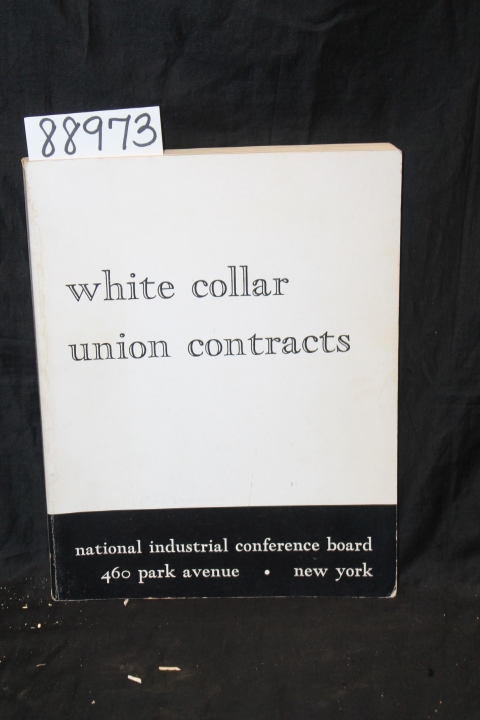 88973
white collar
union contracts
national industrial conference board
460 park avenue • new york